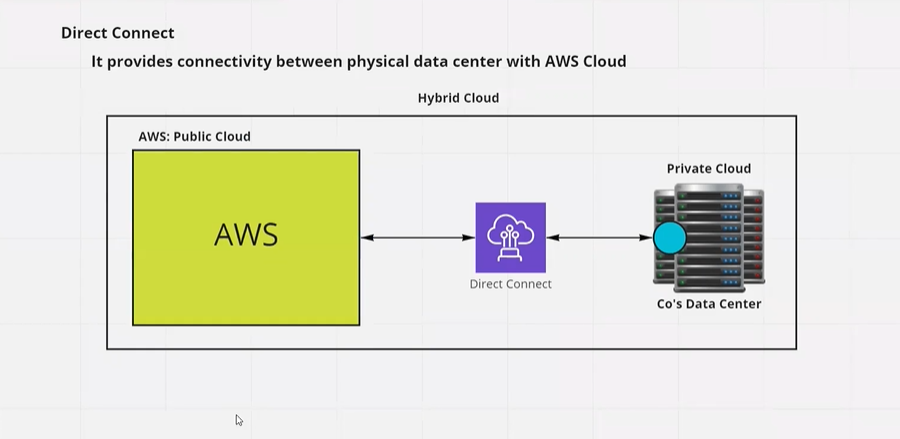 Direct Connect
It provides connectivity between physical data center with AWS Cloud
Hybrid Cloud
AWS: Public Cloud
Private Cloud
AWS
Direct Connect
Co's Data Center